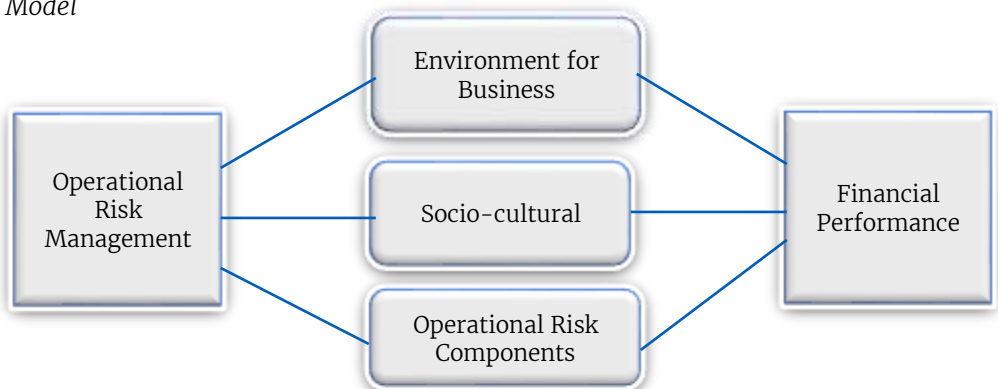 Model
Environment for
Business
Operational
Risk
Management
Socio-cultural
Financial
Performance
Operational Risk
Components